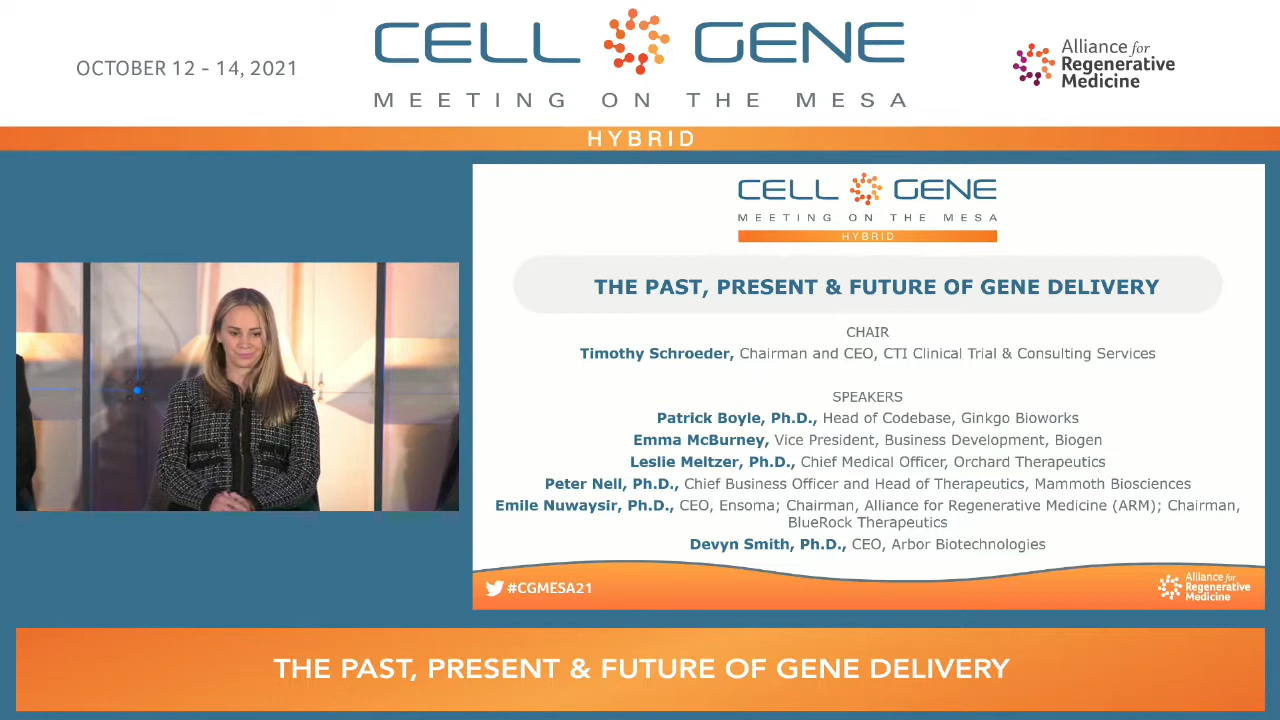 OCTOBER 12 - 14, 2021
CELL GENE
MEETING ON THE MESA
Alliance for
Regenerative
Medicine
HYBRID
CELL GENE
MEETING ON THE MESA
HYBRID
THE PAST, PRESENT & FUTURE OF GENE DELIVERY
CHAIR
Timothy Schroeder, Chairman and CEO, CTI Clinical Trial & Consulting Services
SPEAKERS
Patrick Boyle, Ph.D., Head of Codebase, Ginkgo Bioworks
Emma McBurney, Vice President, Business Development, Biogen
Leslie Meltzer, Ph.D., Chief Medical Officer, Orchard Therapeutics
Peter Nell, Ph.D., Chief Business Officer and Head of Therapeutics, Mammoth Biosciences
Emile Nuwaysir, Ph.D., CEO, Ensoma; Chairman, Alliance for Regenerative Medicine (ARM); Chairman,
BlueRock Therapeutics
Devyn Smith, Ph.D., CEO, Arbor Biotechnologies
#CGMESA21
Alliance for
Regenerative
Medicine
THE PAST, PRESENT & FUTURE OF GENE DELIVERY